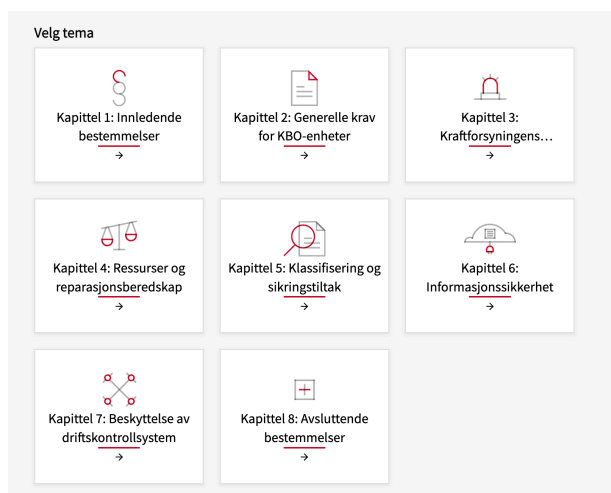 Velg tema
Kapittel 1: Innledende
bestemmelser
→
Kapittel 2: Generelle krav
for KBO-enheter
→
Kapittel 3:
Kraftforsyningens…
→
Kapittel 4: Ressurser og
reparasjonsberedskap
→
Kapittel 5: Klassifisering og
sikringstiltak
→
Kapittel 6:
Informasjonssikkerhet
→
Kapittel 7: Beskyttelse av
driftskontrollsystem
→
Kapittel 8: Avsluttende
bestemmelser
→